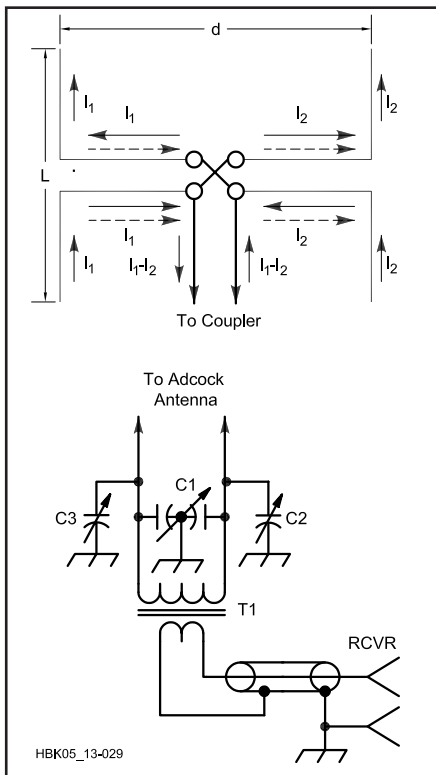 d
I₁ I₁ I₂ I₂
L
I₁ I₁ I₁-I₂ I₁-I₂ I₂ I₂
To Coupler
To Adcock
Antenna
C3 C1 C2
T1
RCVR
HBK05_13-029